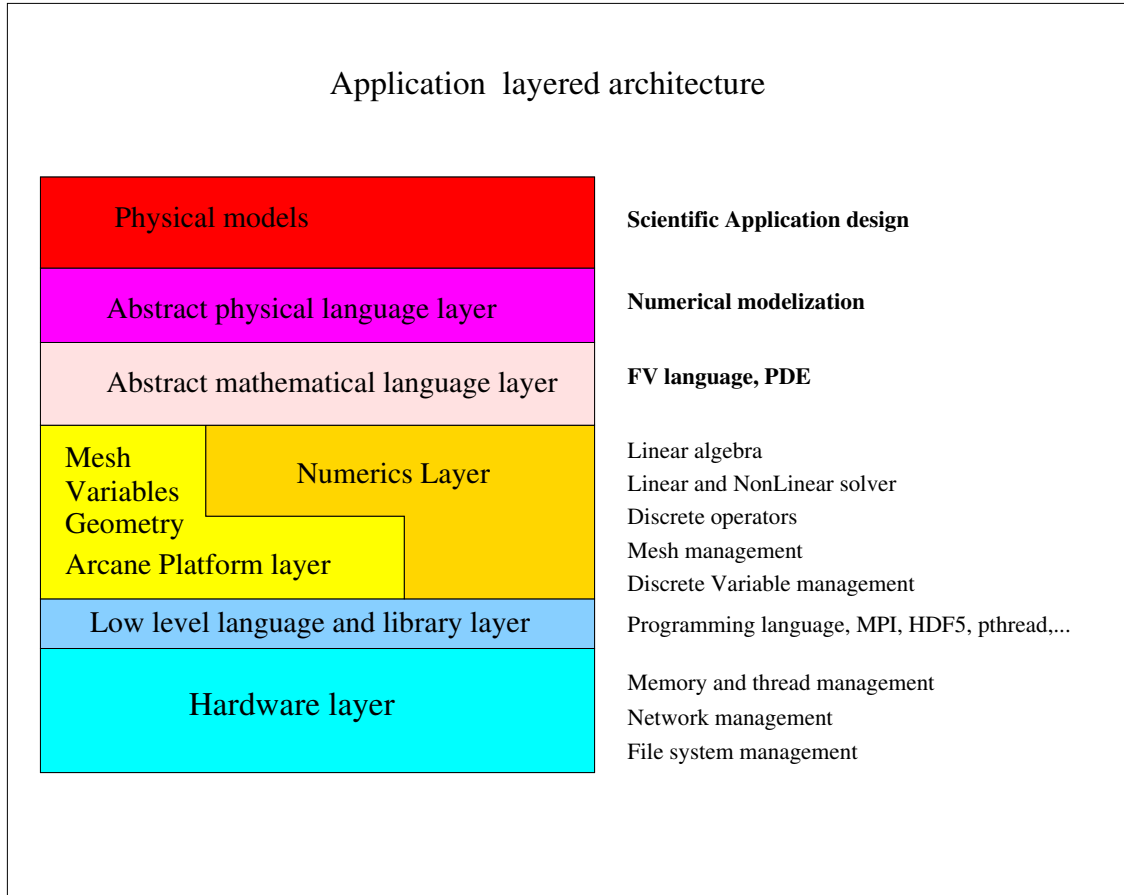 Application layered architecture
Physical models
Scientific Application design
Abstract physical language layer
Numerical modelization
Abstract mathematical language layer
FV language, PDE
Mesh
Variables
Geometry
Arcane Platform layer
Numerics Layer
Linear algebra
Linear and NonLinear solver
Discrete operators
Mesh management
Discrete Variable management
Low level language and library layer
Programming language, MPI, HDF5, pthread,...
Hardware layer
Memory and thread management
Network management
File system management